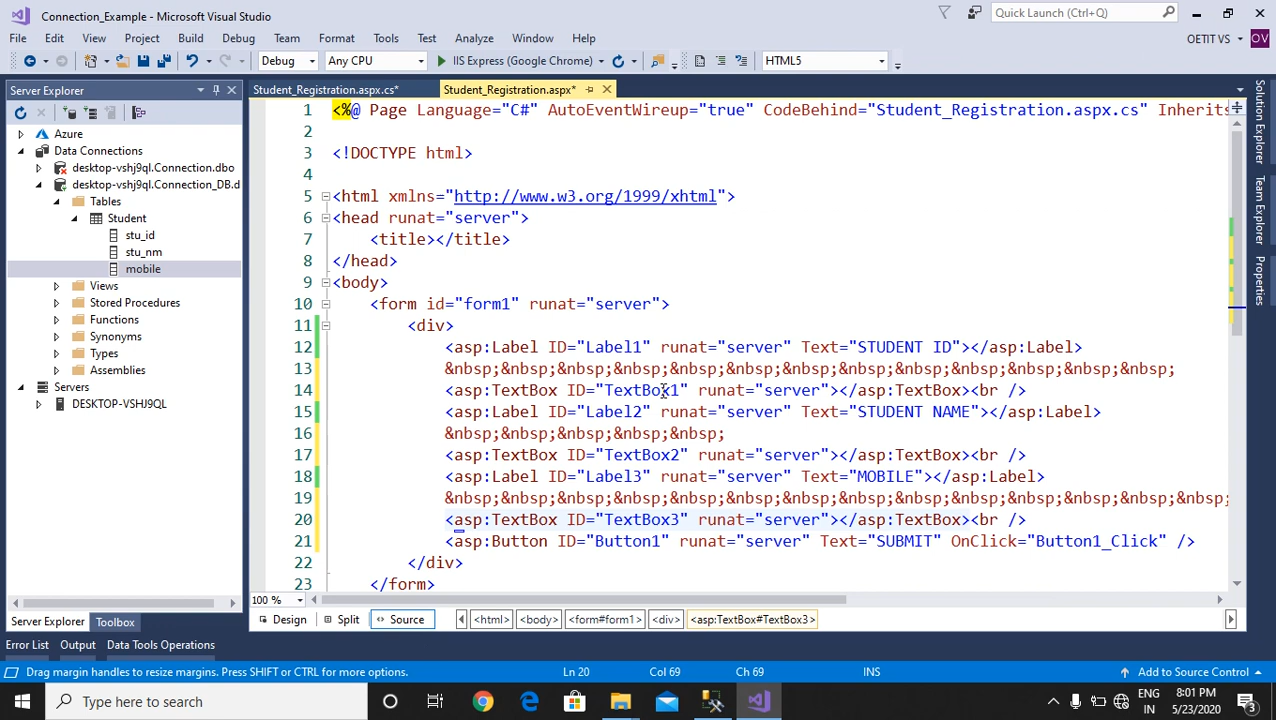 Connection_Example - Microsoft Visual Studio
Quick Launch (Ctrl+Q)
File Edit View Project Build Debug Team Format Table Tools Test Analyze Window Help
OETIT VS OV
Debug Any CPU IIS Express (Google Chrome) HTML5
Server Explorer
Student_Registration.aspx.cs* Student_Registration.aspx*
Azure
Data Connections
desktop-vshj9ql.Connection.dbo
desktop-vshj9ql.Connection_DB.d
Tables
Student
stu_id
stu_nm
mobile
Views
Stored Procedures
Functions
Synonyms
Types
Assemblies
Servers
DESKTOP-VSHJ9QL
Server Explorer Toolbox
1 <%@ Page Language="C#" AutoEventWireup="true" CodeBehind="Student_Registration.aspx.cs" Inherits
2
3 <!DOCTYPE html>
4
5 <html xmlns="http://www.w3.org/1999/xhtml">
6 <head runat="server">
7 <title></title>
8 </head>
9 <body>
10 <form id="form1" runat="server">
11 <div>
12 <asp:Label ID="Label1" runat="server" Text="STUDENT ID"></asp:Label>
13 &nbsp;&nbsp;&nbsp;&nbsp;&nbsp;&nbsp;&nbsp;&nbsp;&nbsp;&nbsp;&nbsp;&nbsp;&nbsp;
14 <asp:TextBox ID="TextBox1" runat="server"></asp:TextBox><br />
15 <asp:Label ID="Label2" runat="server" Text="STUDENT NAME"></asp:Label>
16 &nbsp;&nbsp;&nbsp;&nbsp;&nbsp;
17 <asp:TextBox ID="TextBox2" runat="server"></asp:TextBox><br />
18 <asp:Label ID="Label3" runat="server" Text="MOBILE"></asp:Label>
19 &nbsp;&nbsp;&nbsp;&nbsp;&nbsp;&nbsp;&nbsp;&nbsp;&nbsp;&nbsp;&nbsp;&nbsp;&nbsp;&nbsp;
20 <asp:TextBox ID="TextBox3" runat="server"></asp:TextBox><br />
21 <asp:Button ID="Button1" runat="server" Text="SUBMIT" OnClick="Button1_Click" />
22 </div>
23 </form>
100 %
Design Split Source <html> <body> <form#form1> <div> <asp:TextBox#TextBox3>
Solution Explorer
Team Explorer
Properties
Error List Output Data Tools Operations
Drag margin handles to resize margins. Press SHIFT or CTRL for more options. Ln 20 Col 69 Ch 69 INS Add to Source Control
Type here to search
ENG
IN
8:01 PM
5/23/2020
3